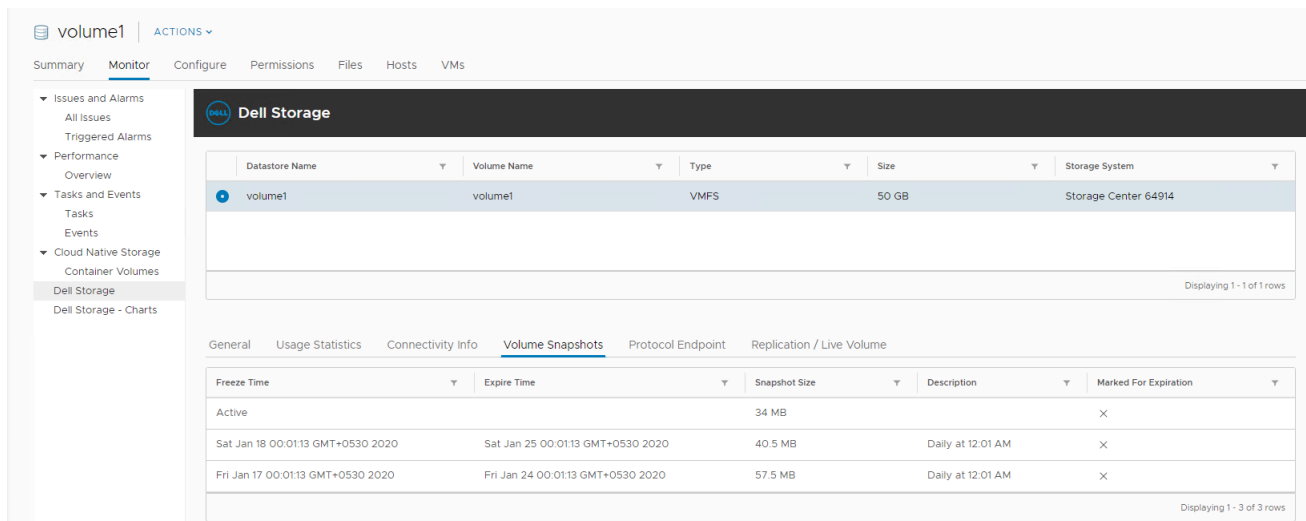 volume1 ACTIONS
Summary Monitor Configure Permissions Files Hosts VMs
Issues and Alarms
All Issues
Triggered Alarms
Performance
Overview
Tasks and Events
Tasks
Events
Cloud Native Storage
Container Volumes
Dell Storage
Dell Storage - Charts
DELL Dell Storage
Datastore Name Volume Name Type Size Storage System
volume1 volume1 VMFS 50 GB Storage Center 64914
Displaying 1 - 1 of 1 rows
General Usage Statistics Connectivity Info Volume Snapshots Protocol Endpoint Replication / Live Volume
Freeze Time Expire Time Snapshot Size Description Marked For Expiration
Active 34 MB
Sat Jan 18 00:01:13 GMT+0530 2020 Sat Jan 25 00:01:13 GMT+0530 2020 40.5 MB Daily at 12:01 AM
Fri Jan 17 00:01:13 GMT+0530 2020 Fri Jan 24 00:01:13 GMT+0530 2020 57.5 MB Daily at 12:01 AM
Displaying 1 - 3 of 3 rows